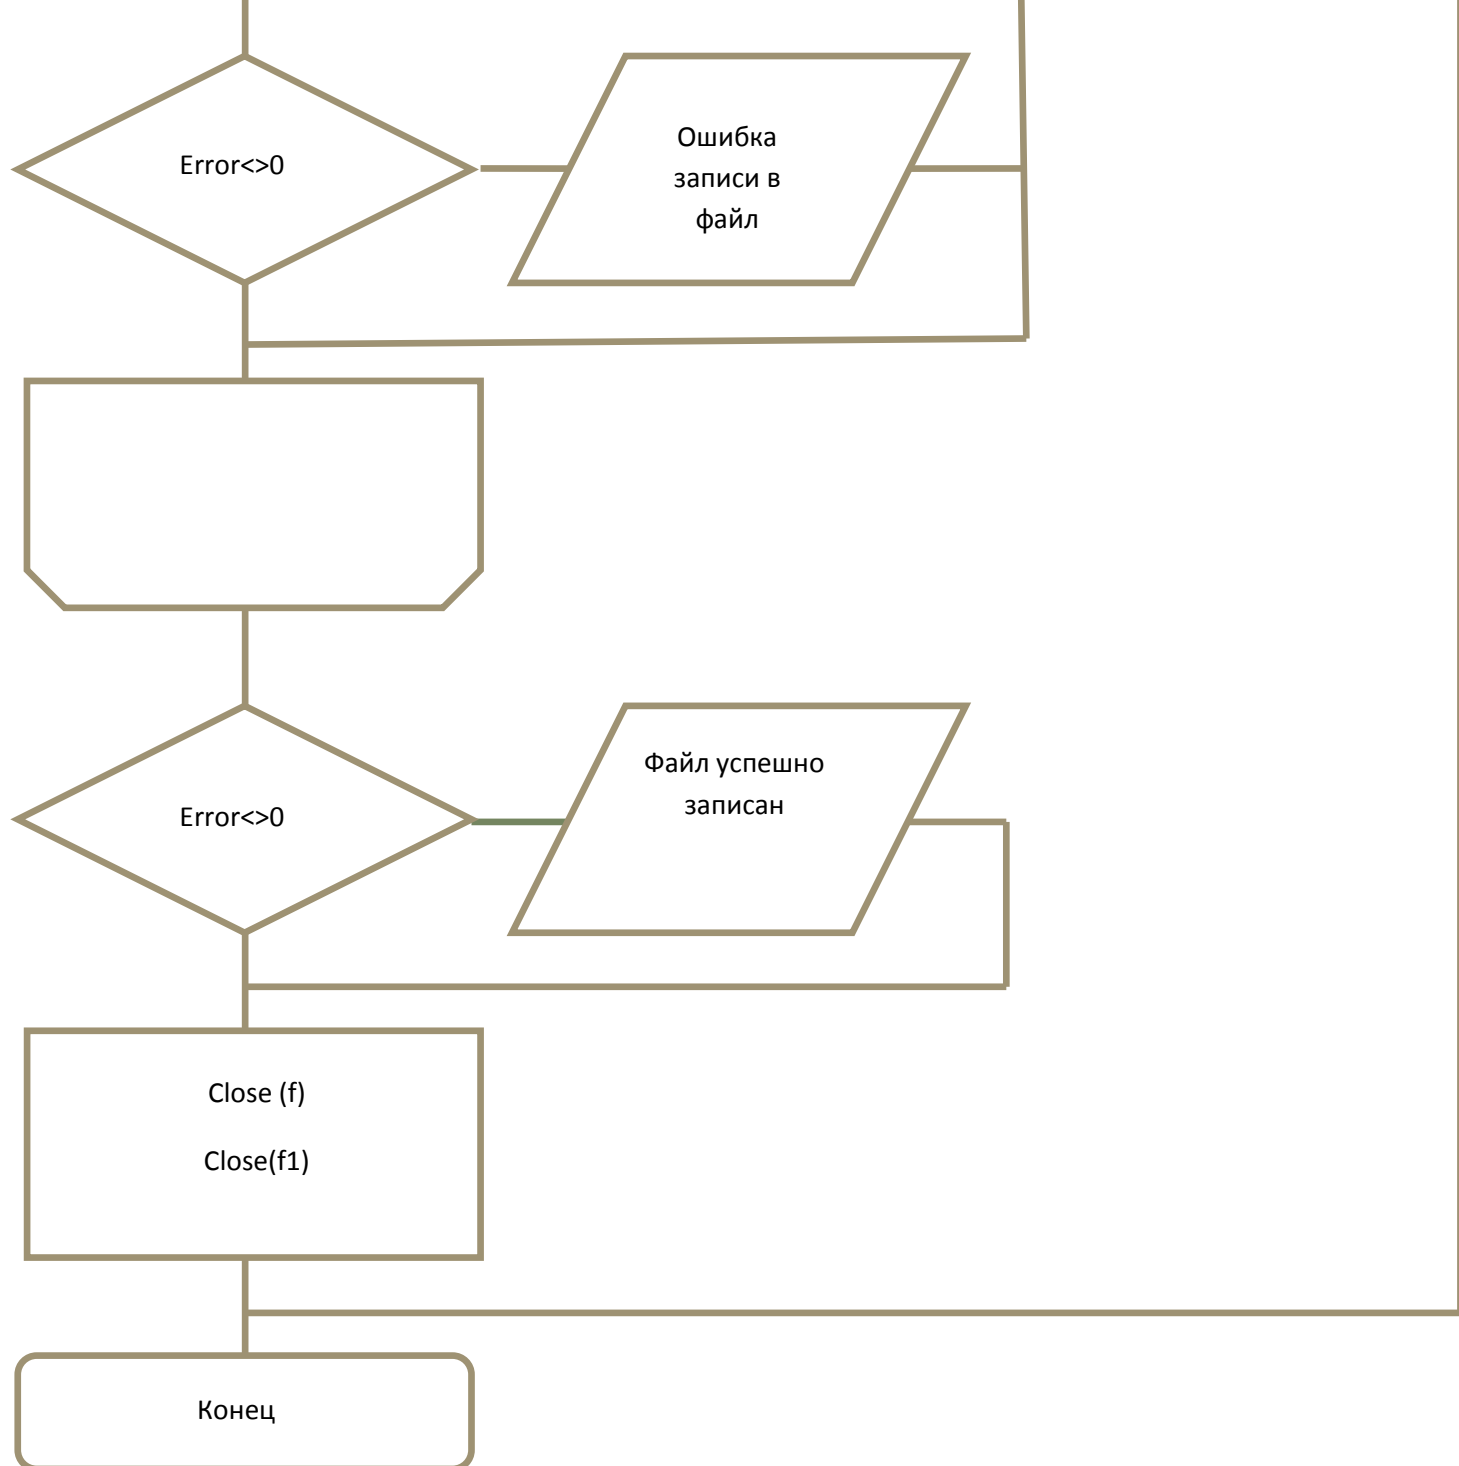 Error<>0
Ошибка
записи в
файл
Error<>0
Файл успешно
записан
Close (f)
Close(f1)
Конец